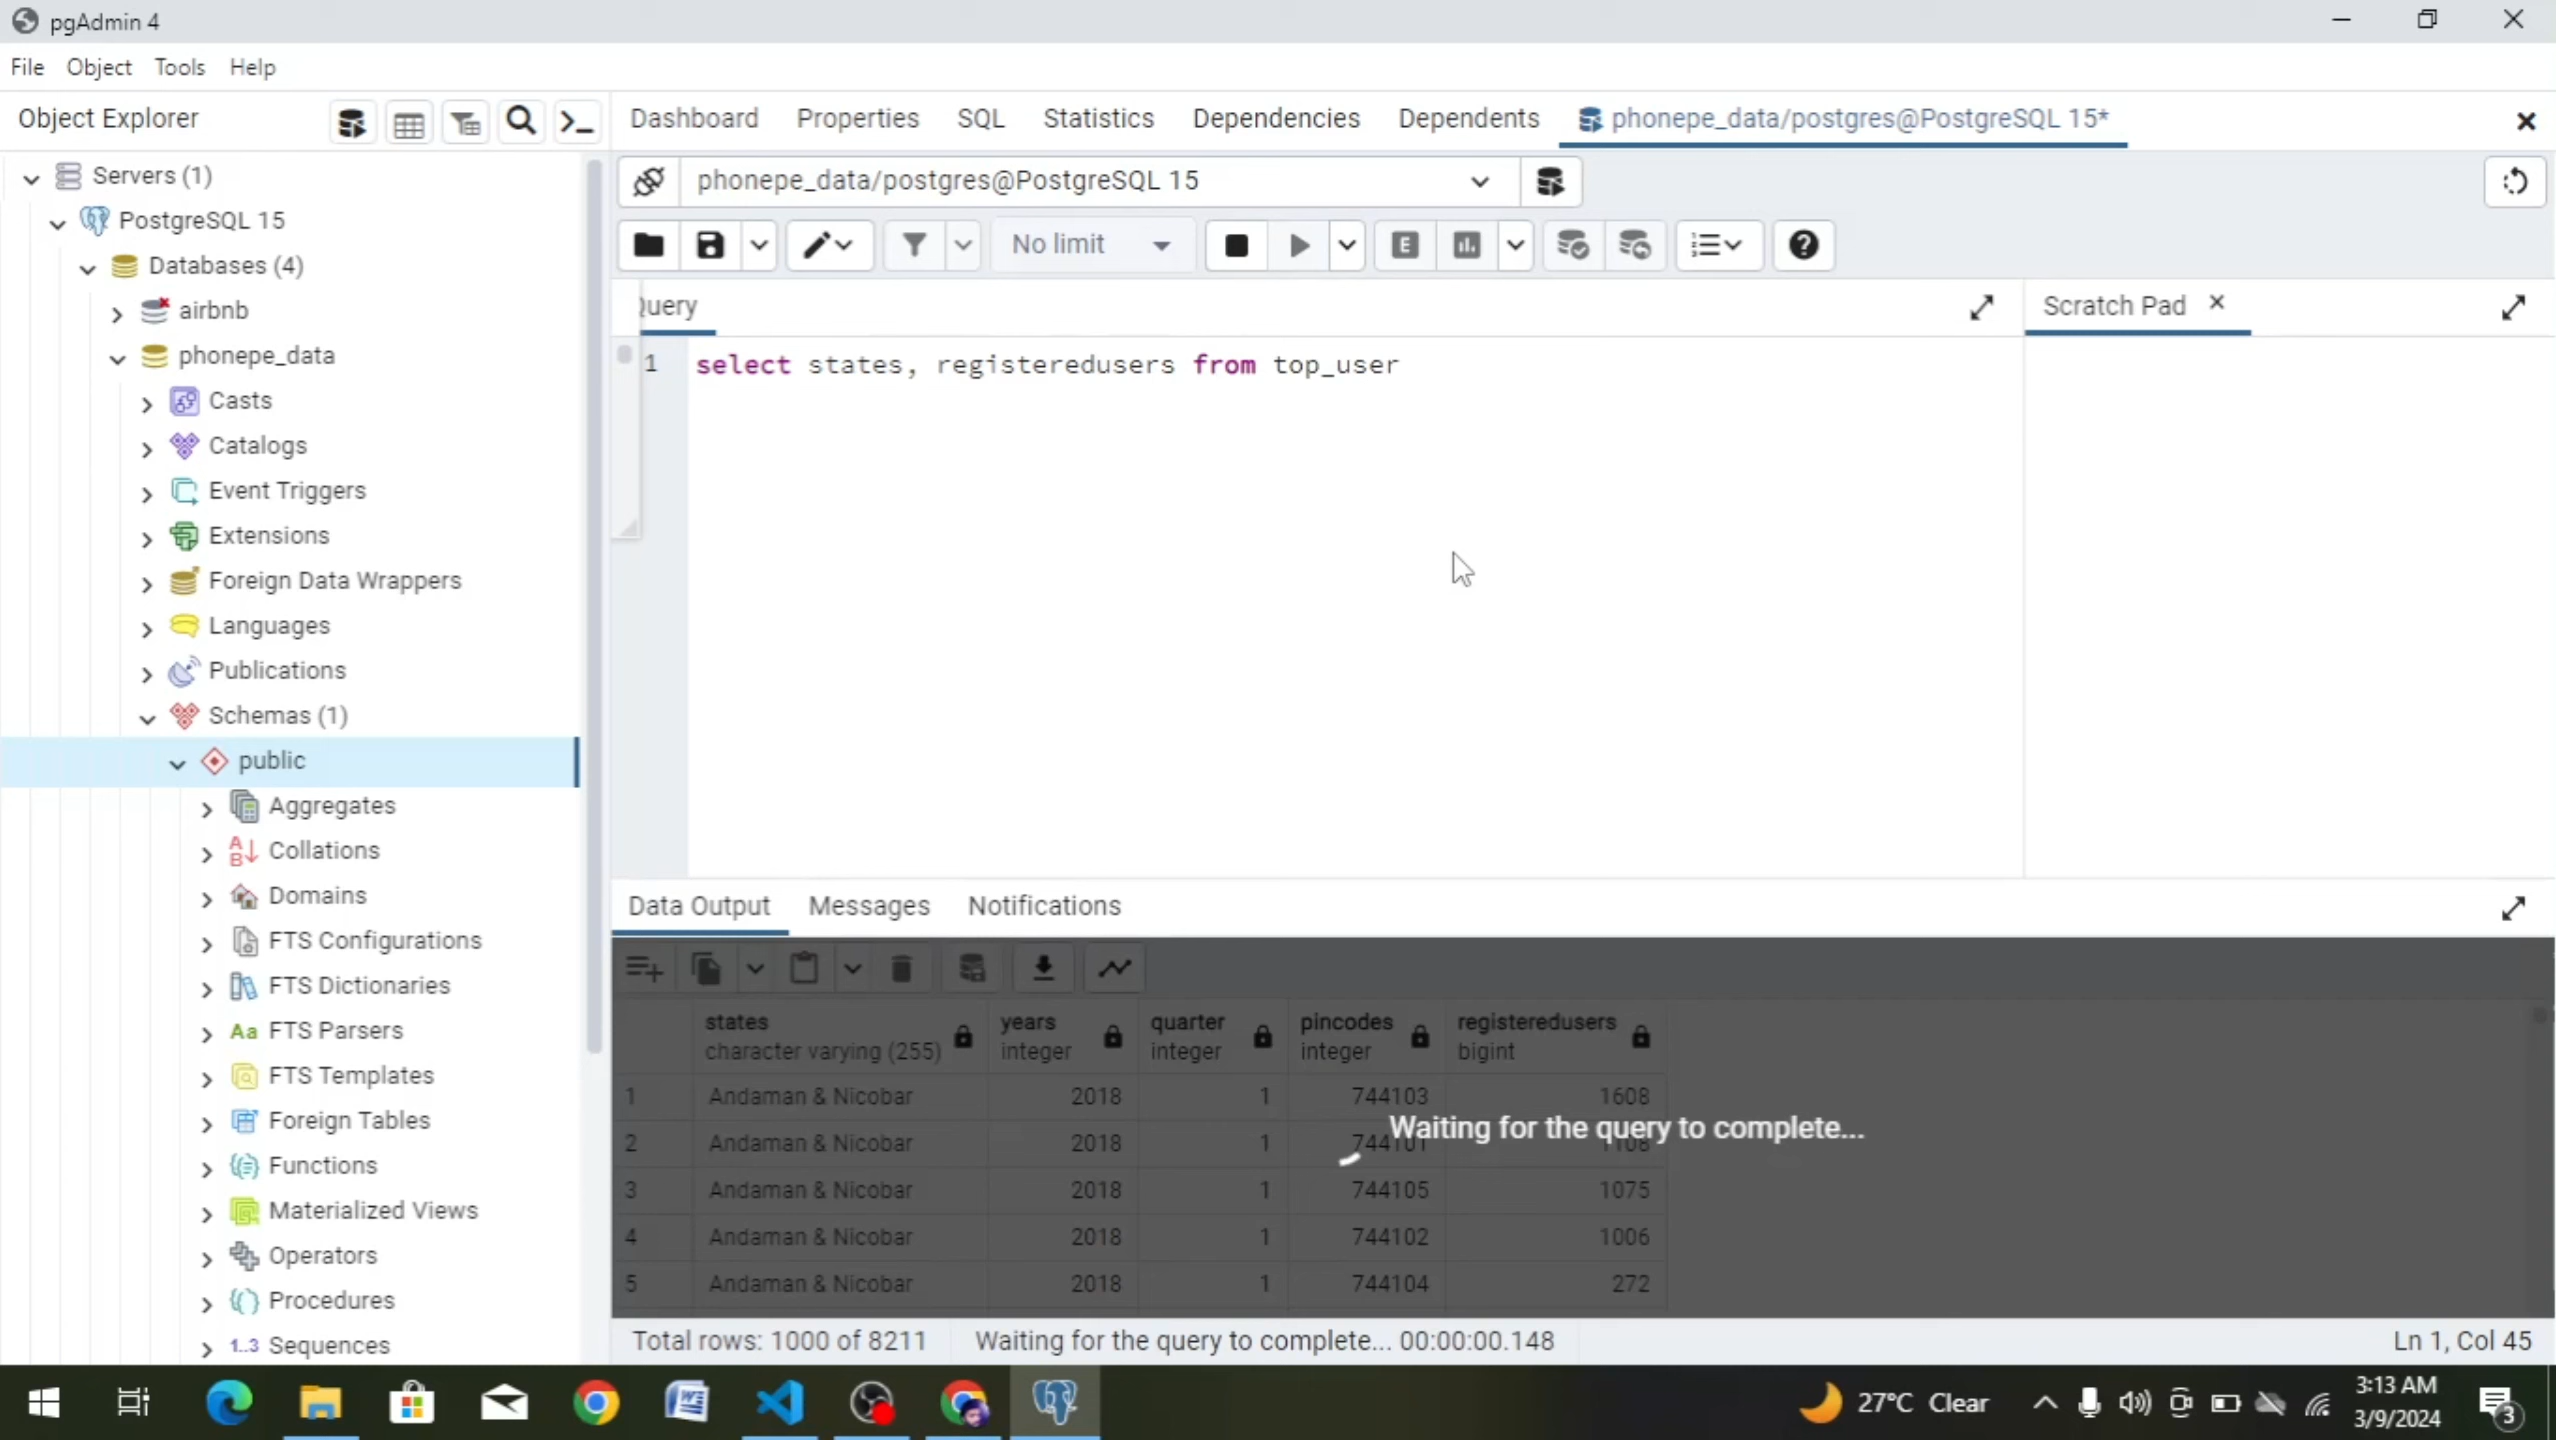 pgAdmin 4
File Object Tools Help
Object Explorer
Dashboard Properties SQL Statistics Dependencies Dependents phonepe_data/postgres@PostgreSQL 15*
Servers (1)
PostgreSQL 15
Databases (4)
airbnb
phonepe_data
Casts
Catalogs
Event Triggers
Extensions
Foreign Data Wrappers
Languages
Publications
Schemas (1)
public
Aggregates
Collations
Domains
FTS Configurations
FTS Dictionaries
Aa FTS Parsers
FTS Templates
Foreign Tables
Functions
Materialized Views
Operators
Procedures
1..3 Sequences
phonepe_data/postgres@PostgreSQL 15
No limit
E
Query
Scratch Pad
1 select states, registeredusers from top_user
Data Output Messages Notifications
states years quarter pincodes registeredusers
character varying (255) integer integer integer bigint
1 Andaman & Nicobar 2018 1 744103 1608
Waiting for the query to complete...
2 Andaman & Nicobar 2018 1 744101 1108
3 Andaman & Nicobar 2018 1 744105 1075
4 Andaman & Nicobar 2018 1 744102 1006
5 Andaman & Nicobar 2018 1 744104 272
Total rows: 1000 of 8211 Waiting for the query to complete... 00:00:00.148 Ln 1, Col 45
27°C Clear
3:13 AM
3/9/2024
3